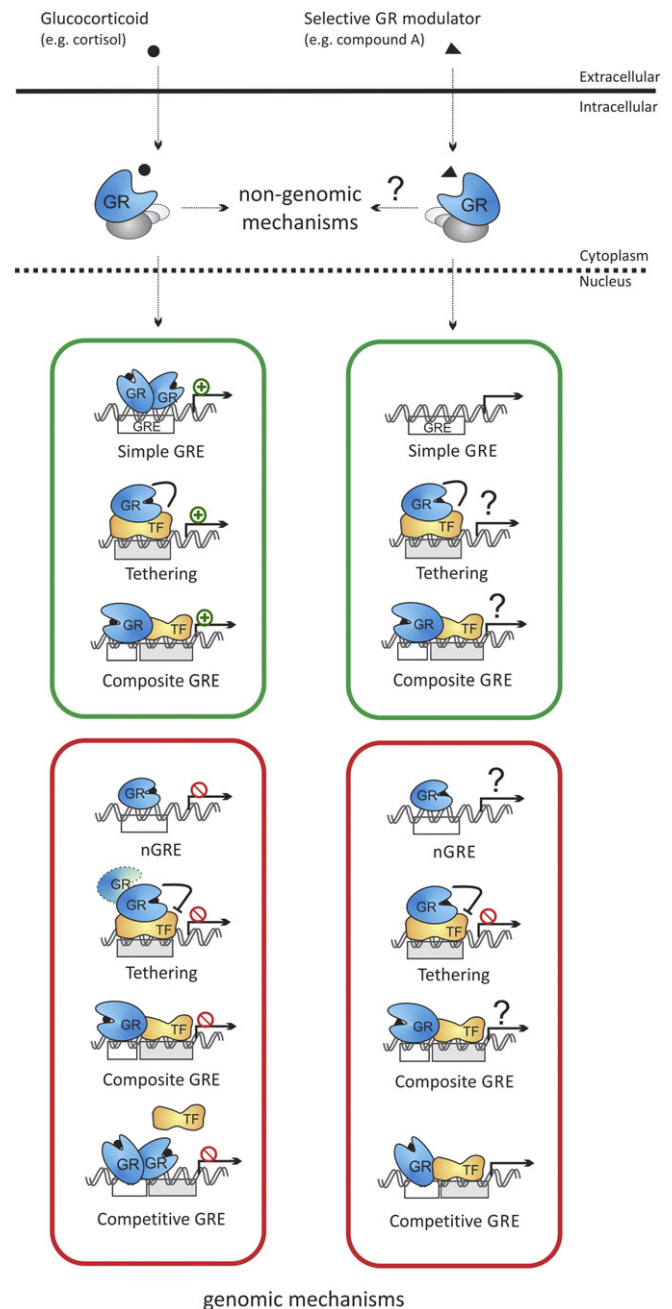 Glucocorticoid
(e.g. cortisol)
Selective GR modulator
(e.g. compound A)
Extracellular
Intracellular
GR
non-genomic
mechanisms
?
GR
Cytoplasm
Nucleus
GR
GR
GRE
Simple GRE
GRE
Simple GRE
GR
TF
Tethering
GR
TF
?
Tethering
GR
TF
Composite GRE
GR
TF
?
Composite GRE
GR
nGRE
GR
?
nGRE
GR
GR
TF
Tethering
GR
TF
Tethering
GR
TF
Composite GRE
GR
TF
?
Composite GRE
TF
GR
GR
Competitive GRE
GR
TF
Competitive GRE
genomic mechanisms